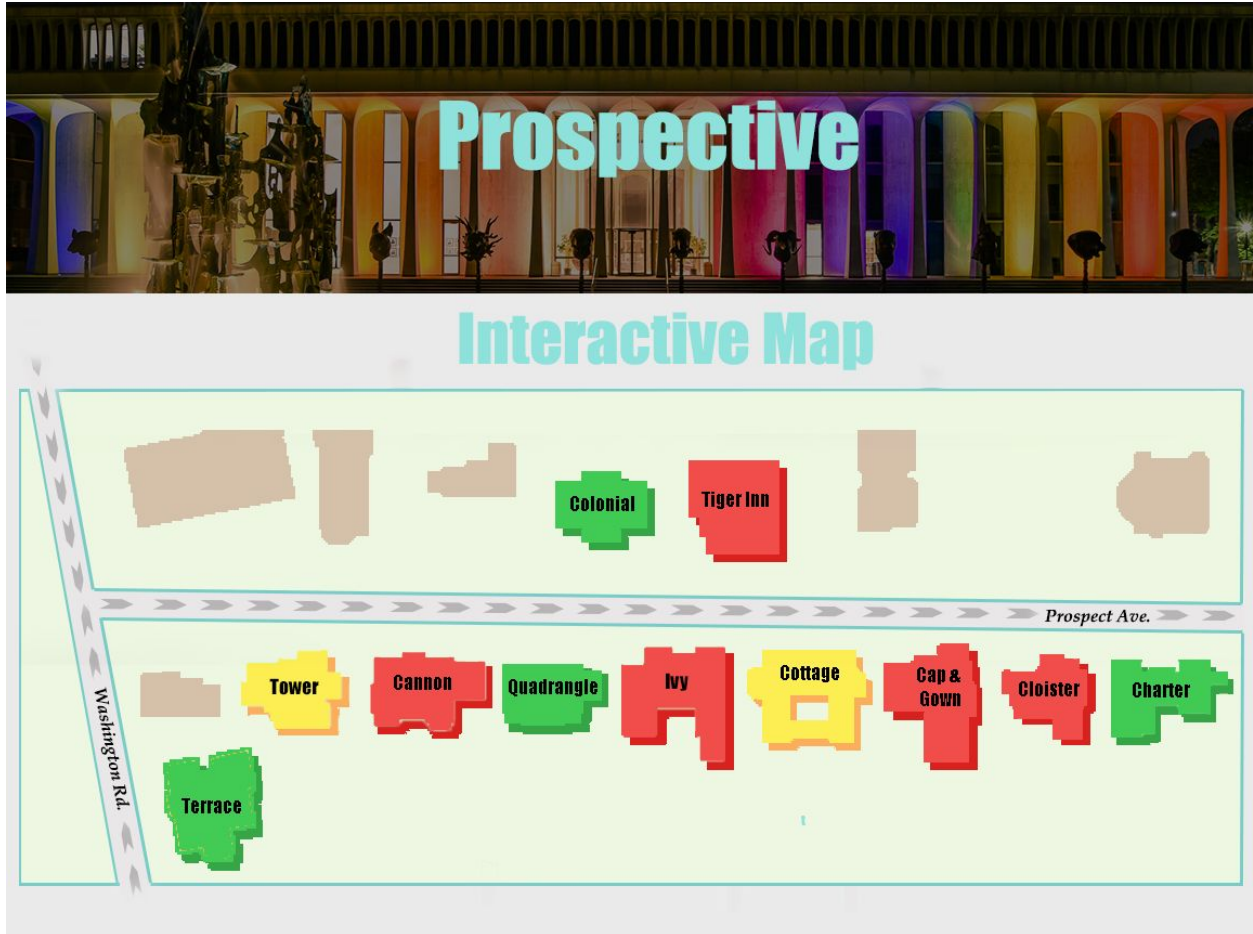 Prospective
Interactive Map
Colonial
Tiger Inn
Prospect Ave.
Tower
Cannon
Quadrangle
Ivy
Cottage
Cap &
Gown
Cloister
Charter
Washington Rd.
Terrace
t